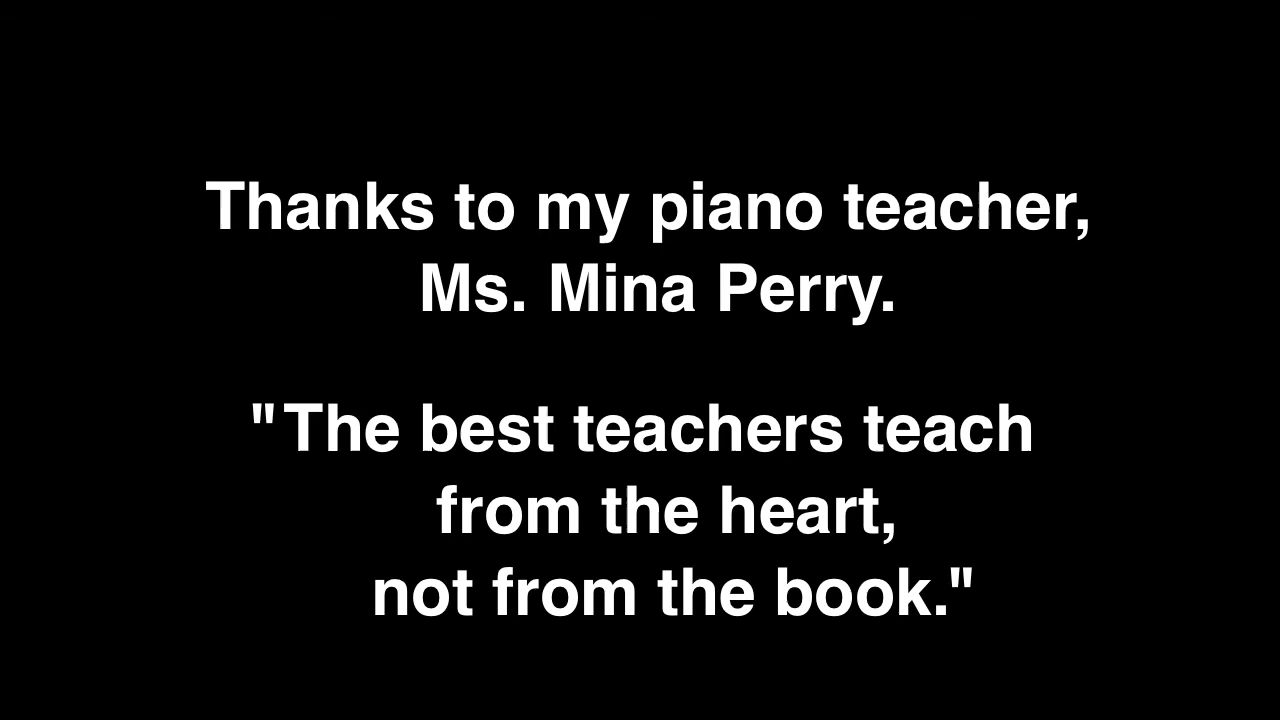 Thanks to my piano teacher,
Ms. Mina Perry.
"The best teachers teach
from the heart,
not from the book."